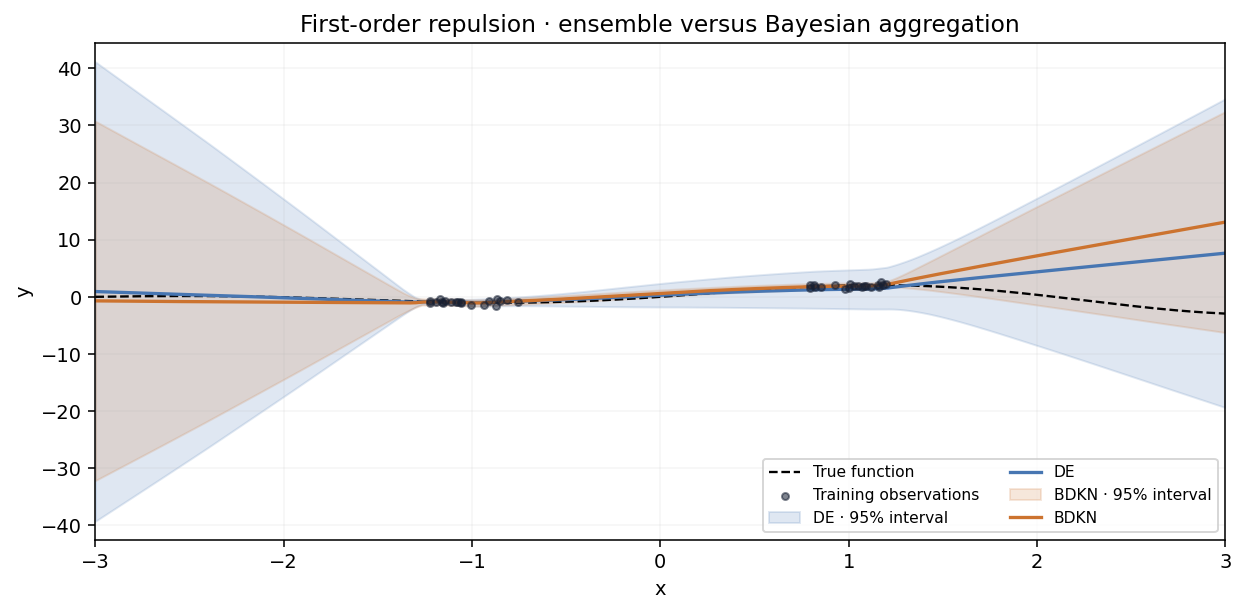 First-order repulsion · ensemble versus Bayesian aggregation
y
40
30
20
10
0
−10
−20
−30
−40
−3
−2
−1
0
1
2
3
x
True function
Training observations
DE · 95% interval
DE
BDKN · 95% interval
BDKN